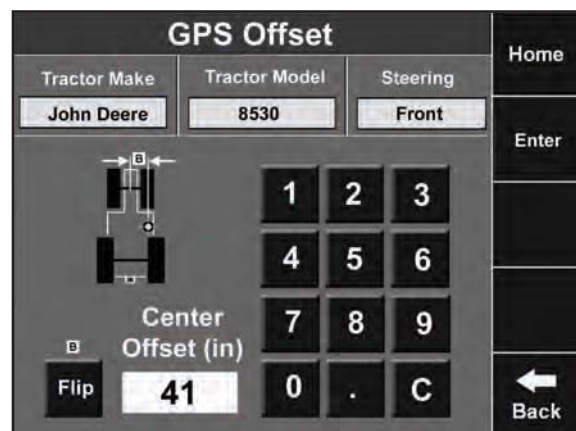 GPS Offset
Tractor Make Tractor Model Steering
John Deere 8530 Front
Home
Enter
B
1 2 3
4 5 6
7 8 9
0 . C
Center
Offset (in)
B
Flip
41
Back